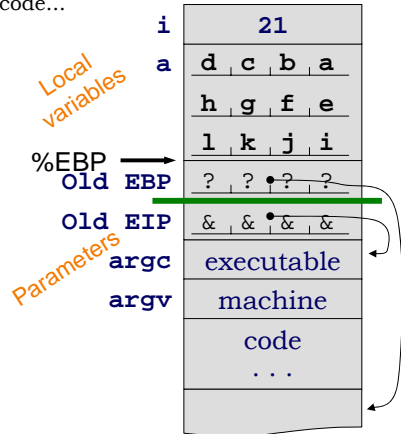 code…
i 21
a d c b a
Local variables
h g f e
l k j i
%EBP
Old EBP ? ? ? ?
Old EIP & & & &
Parameters
argc executable
argv machine
code
. . .